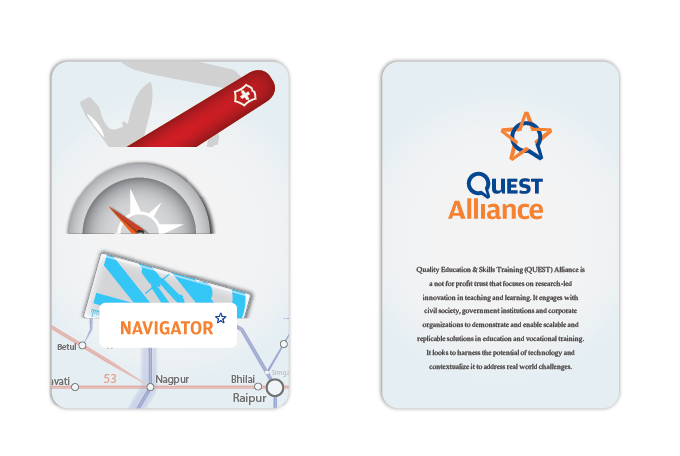 NAVIGATOR
Betul
vati
53
Nagpur
Bhilai
Raipur
QUEST
Alliance
Quality Education & Skills Training (QUEST) Alliance is
a not for profit trust that focuses on research-led
innovation in teaching and learning. It engages with
civil society, government institutions and corporate
organizations to demonstrate and enable scalable and
replicable solutions in education and vocational training.
It looks to harness the potential of technology and
contextualize it to address real world challenges.